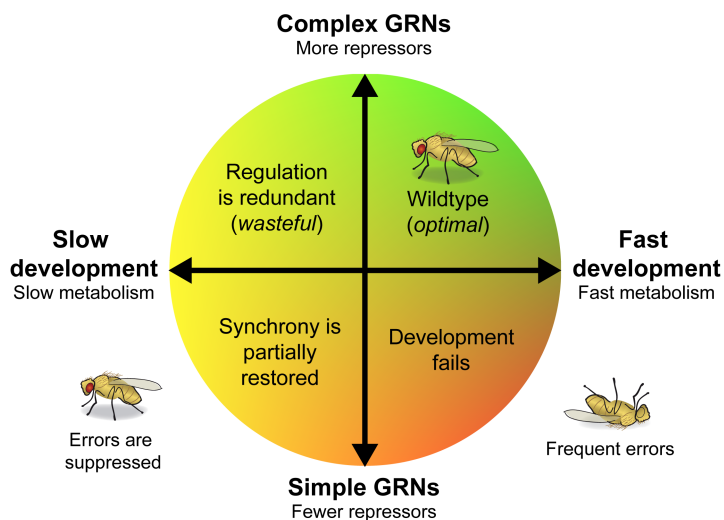 Complex GRNs
More repressors
Regulation
is redundant
(wasteful)
Wildtype
(optimal)
Slow
development
Slow metabolism
Fast
development
Fast metabolism
Synchrony is
partially
restored
Development
fails
Errors are
suppressed
Frequent errors
Simple GRNs
Fewer repressors